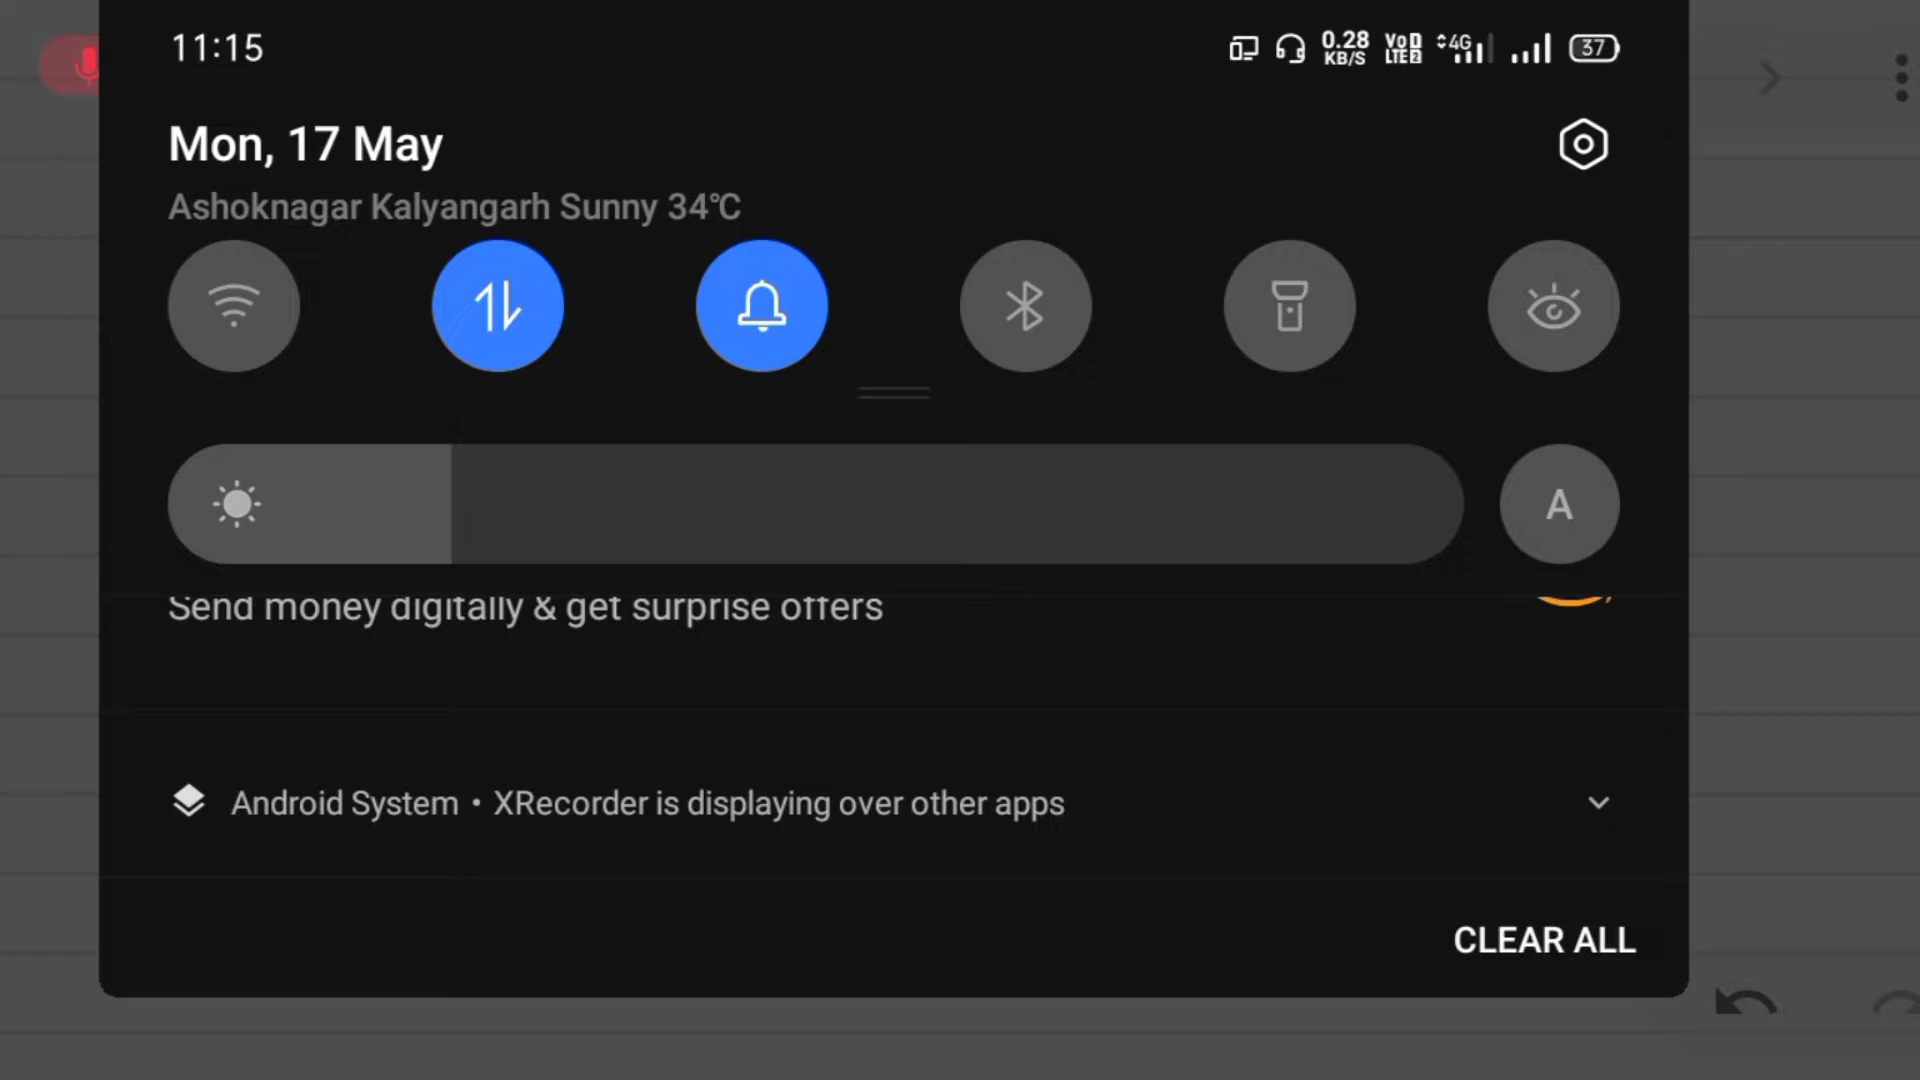 11:15
0.28 KB/S
VoD LTE 2
4G
37
Mon, 17 May
Ashoknagar Kalyangarh Sunny 34℃
A
Send money digitally & get surprise offers
Android System • XRecorder is displaying over other apps
CLEAR ALL